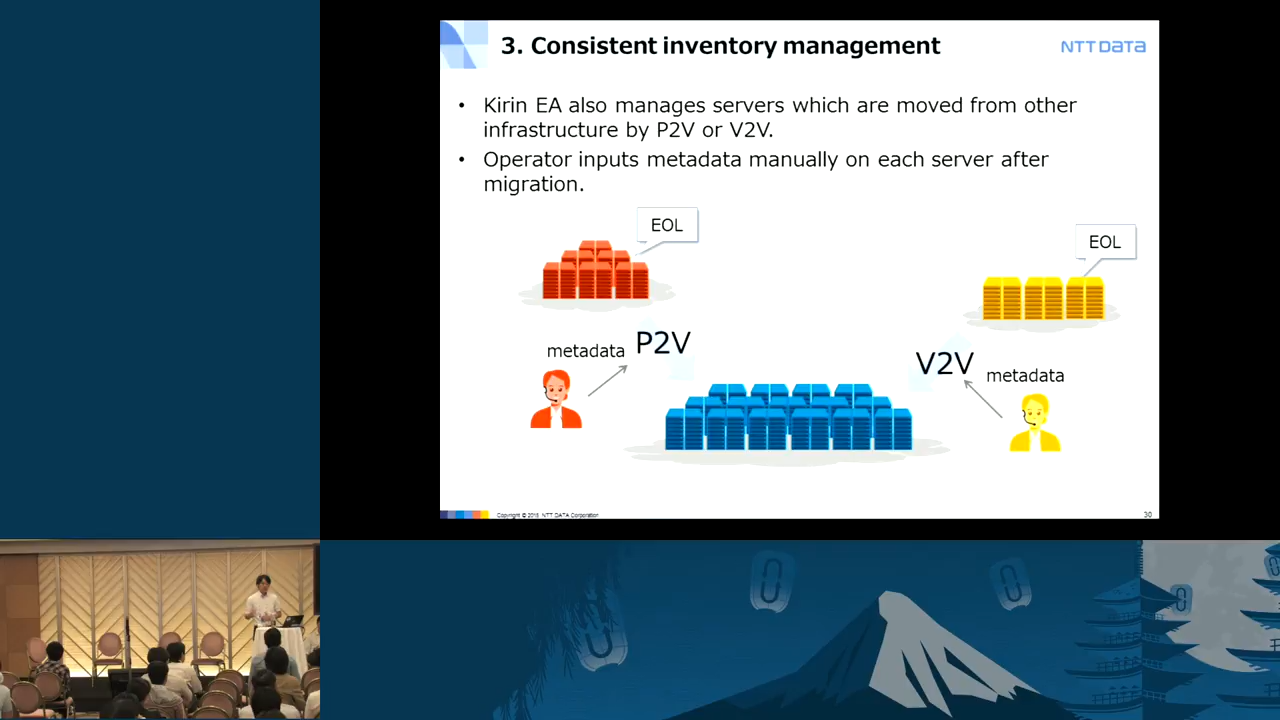 3. Consistent inventory management
NTT DATA
• Kirin EA also manages servers which are moved from other
infrastructure by P2V or V2V.
• Operator inputs metadata manually on each server after
migration.
EOL
EOL
P2V
metadata
V2V
metadata
Copyright © 2015 NTT DATA Corporation
30